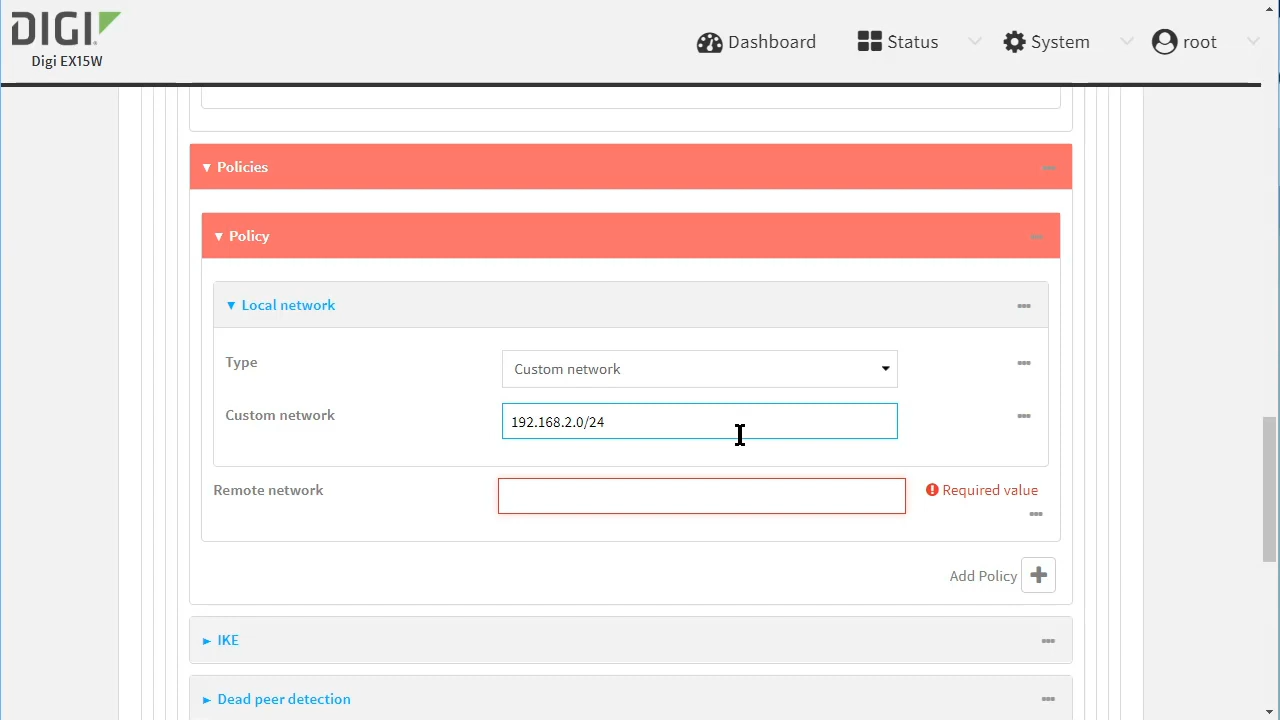 DIGI.
Digi EX15W
Dashboard
Status
System
root
Policies
Policy
Local network
Type
Custom network
Custom network
192.168.2.0/24
Remote network
Required value
Add Policy
IKE
Dead peer detection